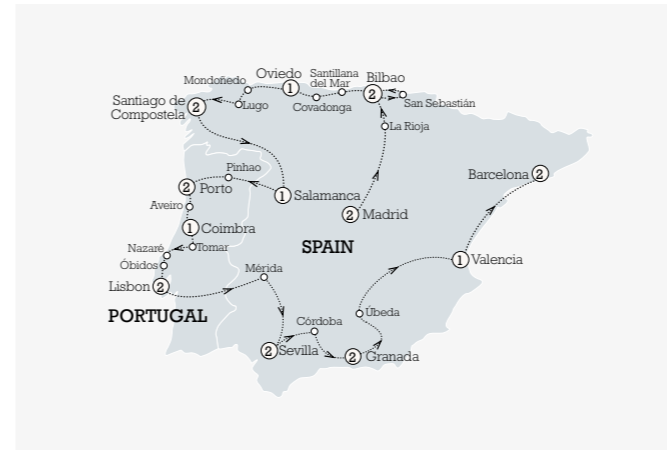 Mondoñedo
Oviedo
1
Santillana
del Mar
Bilbao
2
San Sebastián
Covadonga
Lugo
Santiago de
Compostela
2
La Rioja
Pinhao
2
Porto
1
Salamanca
Barcelona
2
Aveiro
2
Madrid
1
Coimbra
SPAIN
Nazaré
Tomar
Óbidos
1
Valencia
Lisbon
2
Mérida
PORTUGAL
Córdoba
Úbeda
2
Sevilla
2
Granada